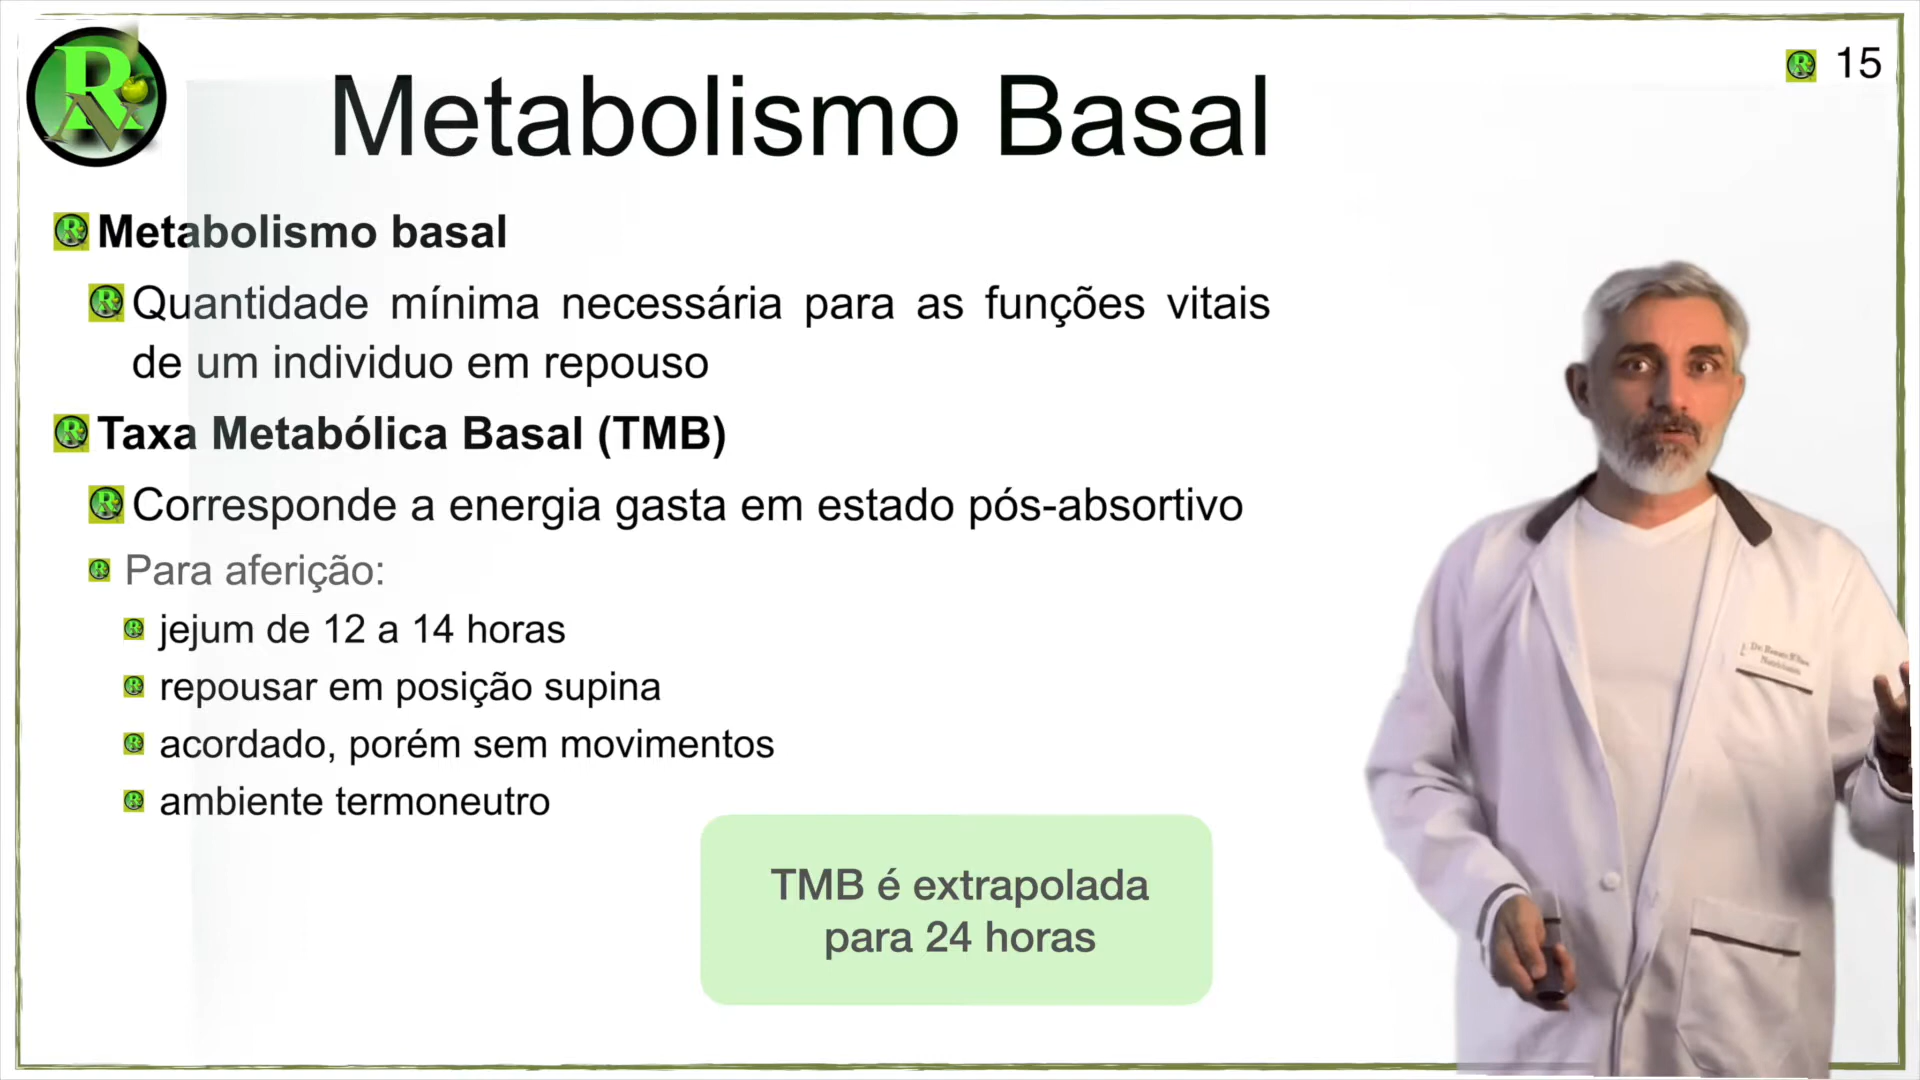 15
Metabolismo Basal
Metabolismo basal
Quantidade mínima necessária para as funções vitais
de um individuo em repouso
Taxa Metabólica Basal (TMB)
Corresponde a energia gasta em estado pós-absortivo
Para aferição:
jejum de 12 a 14 horas
repousar em posição supina
acordado, porém sem movimentos
ambiente termoneutro
TMB é extrapolada
para 24 horas